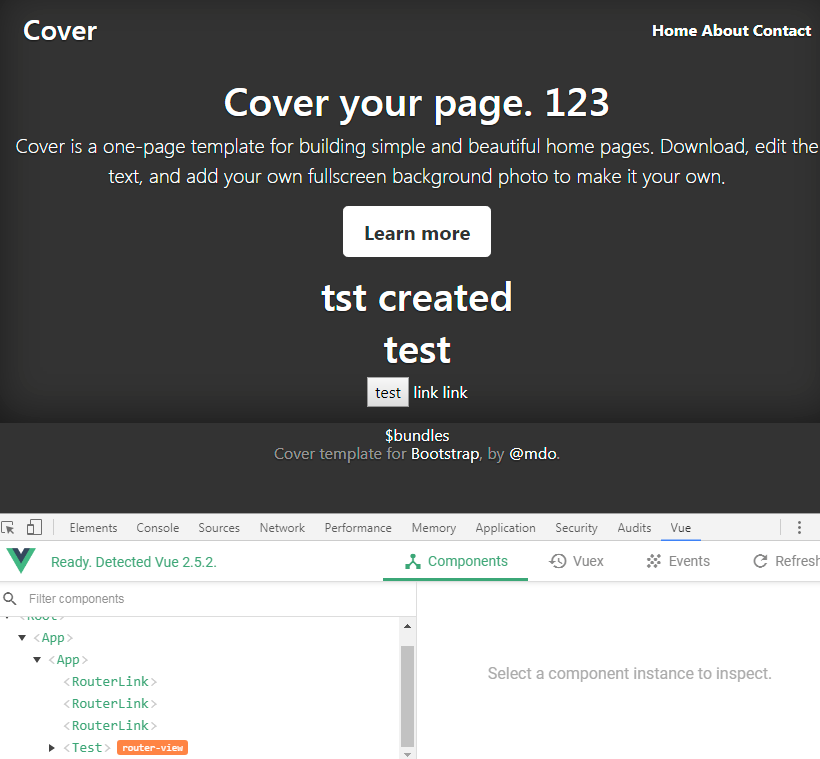 Cover
Home About Contact
Cover your page. 123
Cover is a one-page template for building simple and beautiful home pages. Download, edit the
text, and add your own fullscreen background photo to make it your own.
Learn more
tst created
test
test link link
$bundles
Cover template for Bootstrap, by @mdo.
Elements Console Sources Network Performance Memory Application Security Audits Vue
Ready. Detected Vue 2.5.2.
Components Vuex Events Refresh
Filter components
<Root>
<App>
<App>
<RouterLink>
<RouterLink>
<RouterLink>
<Test> router-view
Select a component instance to inspect.